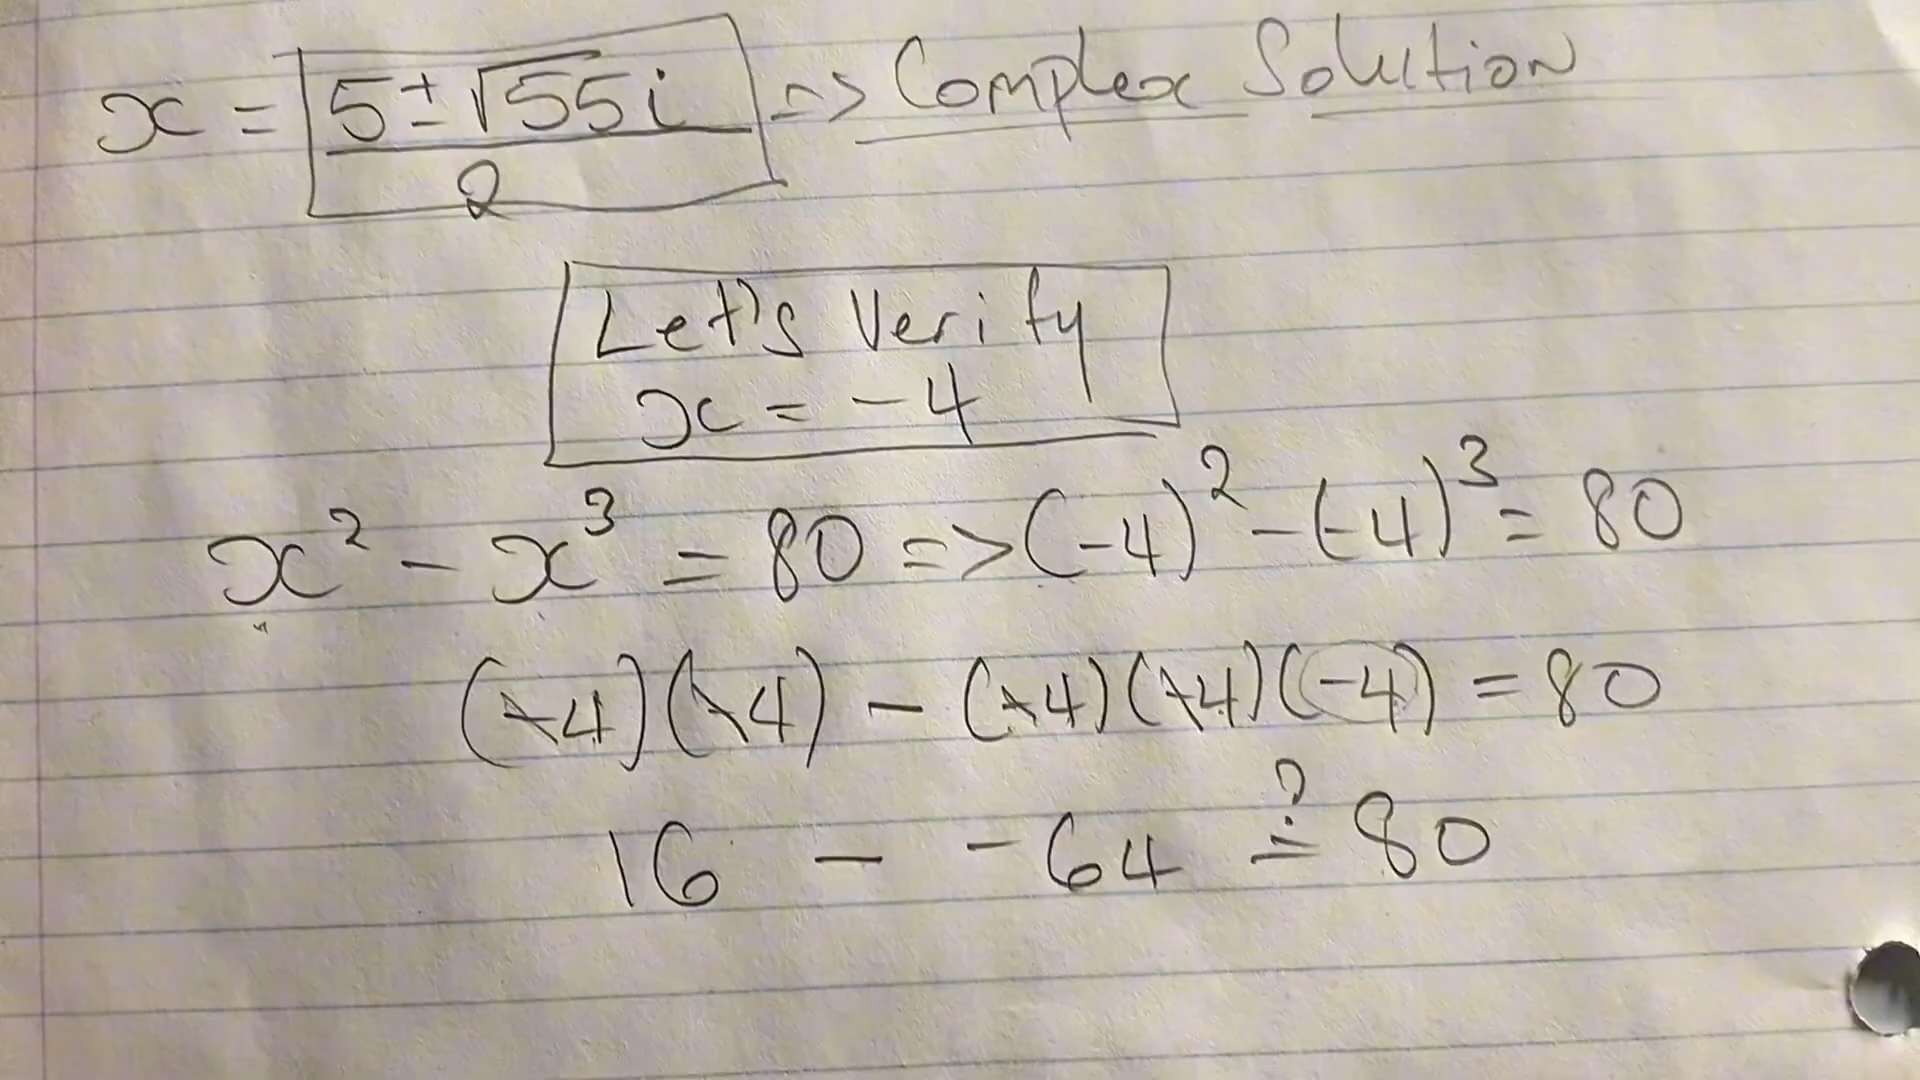 x = 5±√55i/2 => Complex Solution
Let's Verify
x = -4
x² - x³ = 80 => (-4)² - (-4)³ = 80
(-4)(-4) - (-4)(-4)(-4) = 80
16 - -64 ≟ 80